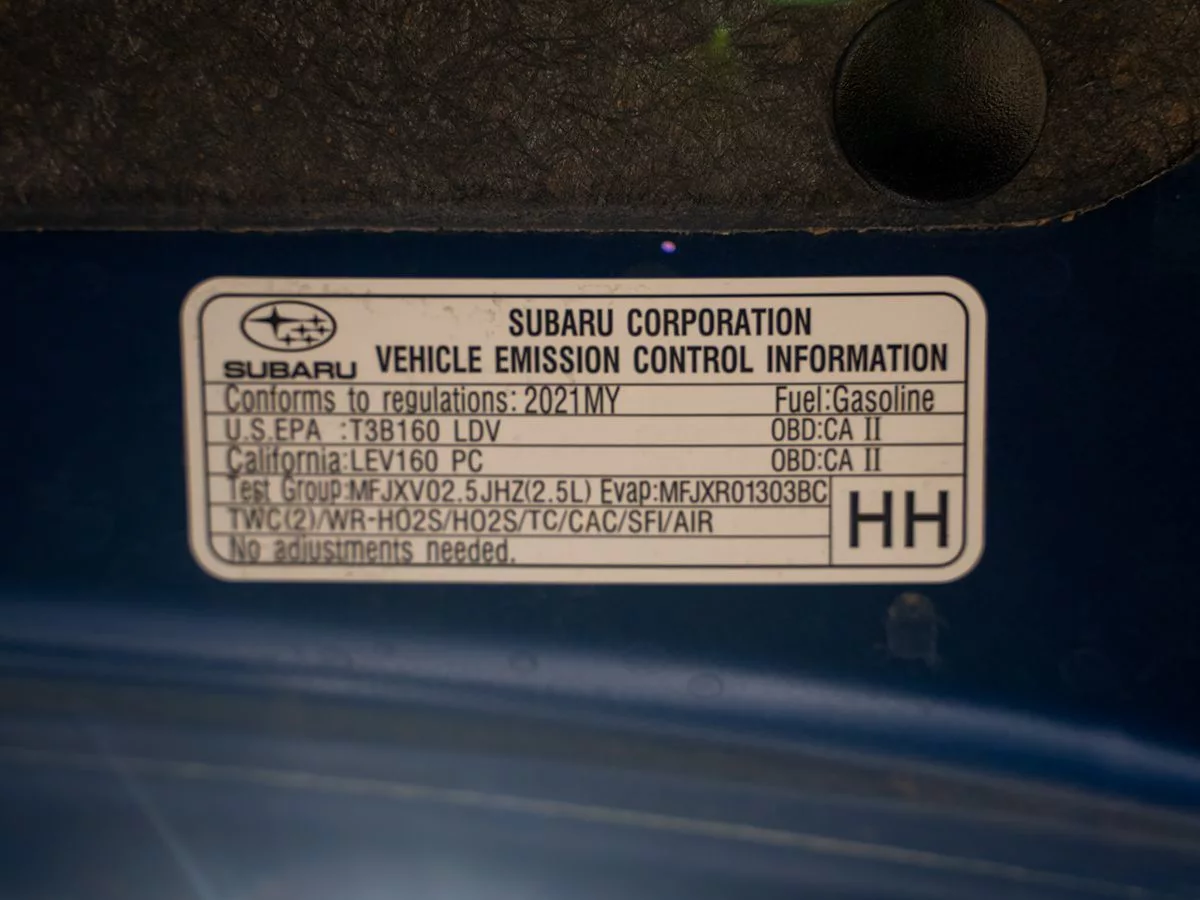 SUBARU
SUBARU CORPORATION
VEHICLE EMISSION CONTROL INFORMATION
Conforms to regulations: 2021MY Fuel:Gasoline
U.S.EPA :T3B160 LDV OBD:CA II
California:LEV160 PC OBD:CA II
Test Group:MFJXV02.5JHZ(2.5L) Evap:MFJXR01303BC
TWC(2)/WR-HO2S/HO2S/TC/CAC/SFI/AIR
HH
No adjustments needed.